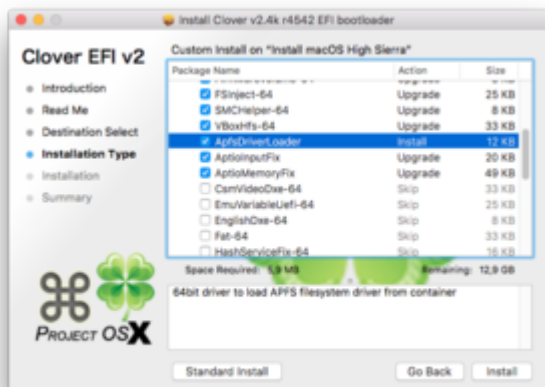 Install Clover v2.4k r4542 EFI bootloader
Clover EFI v2
Custom Install on "Install macOS High Sierra"
Package Name Action Size
Introduction
Read Me
Destination Select
Installation Type
Installation
Summary
FSInject-64 Upgrade 25 KB
SMCHelper-64 Upgrade 8 KB
VBoxHfs-64 Upgrade 33 KB
ApfsDriverLoader Install 12 KB
AptioInputFix Upgrade 20 KB
AptioMemoryFix Upgrade 49 KB
CsmVideoDxe-64 Skip 33 KB
EmuVariableUefi-64 Skip 25 KB
EnglishDxe-64 Skip 8 KB
Fat-64 Skip 33 KB
HashServiceFix-64 Skip 16 KB
Space Required: 5,9 MB Remaining: 12,9 GB
64bit driver to load APFS filesystem driver from container
PROJECT OSX
Standard Install Go Back Install